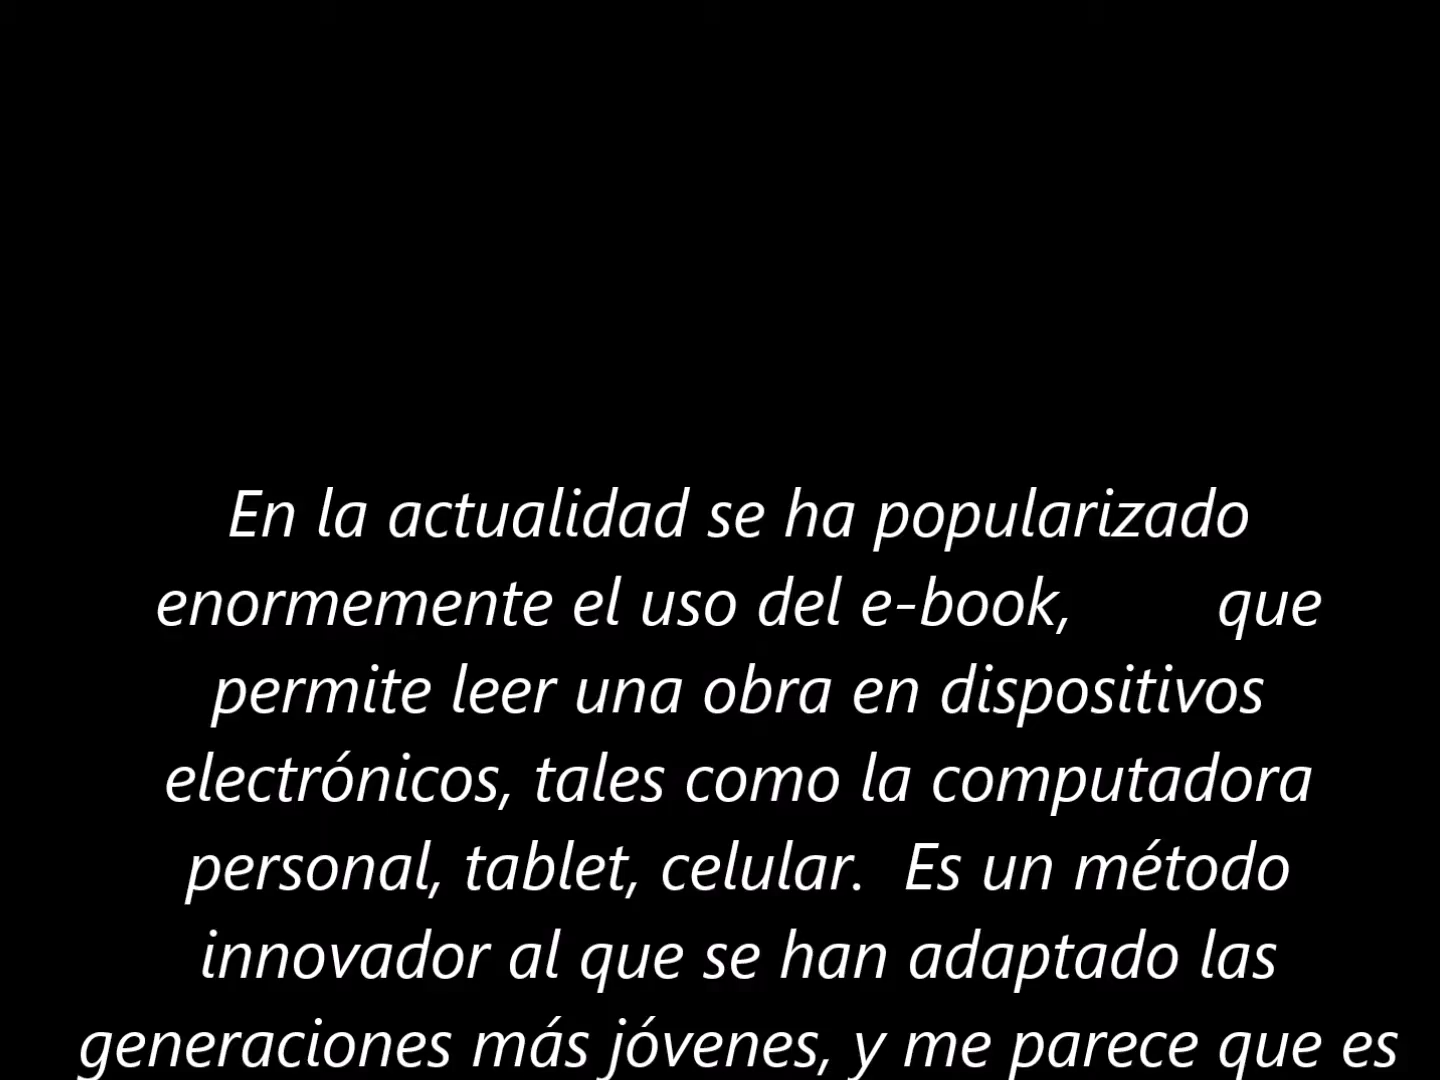 En la actualidad se ha popularizado
enormemente el uso del e-book, que
permite leer una obra en dispositivos
electrónicos, tales como la computadora
personal, tablet, celular. Es un método
innovador al que se han adaptado las
generaciones más jóvenes, y me parece que es